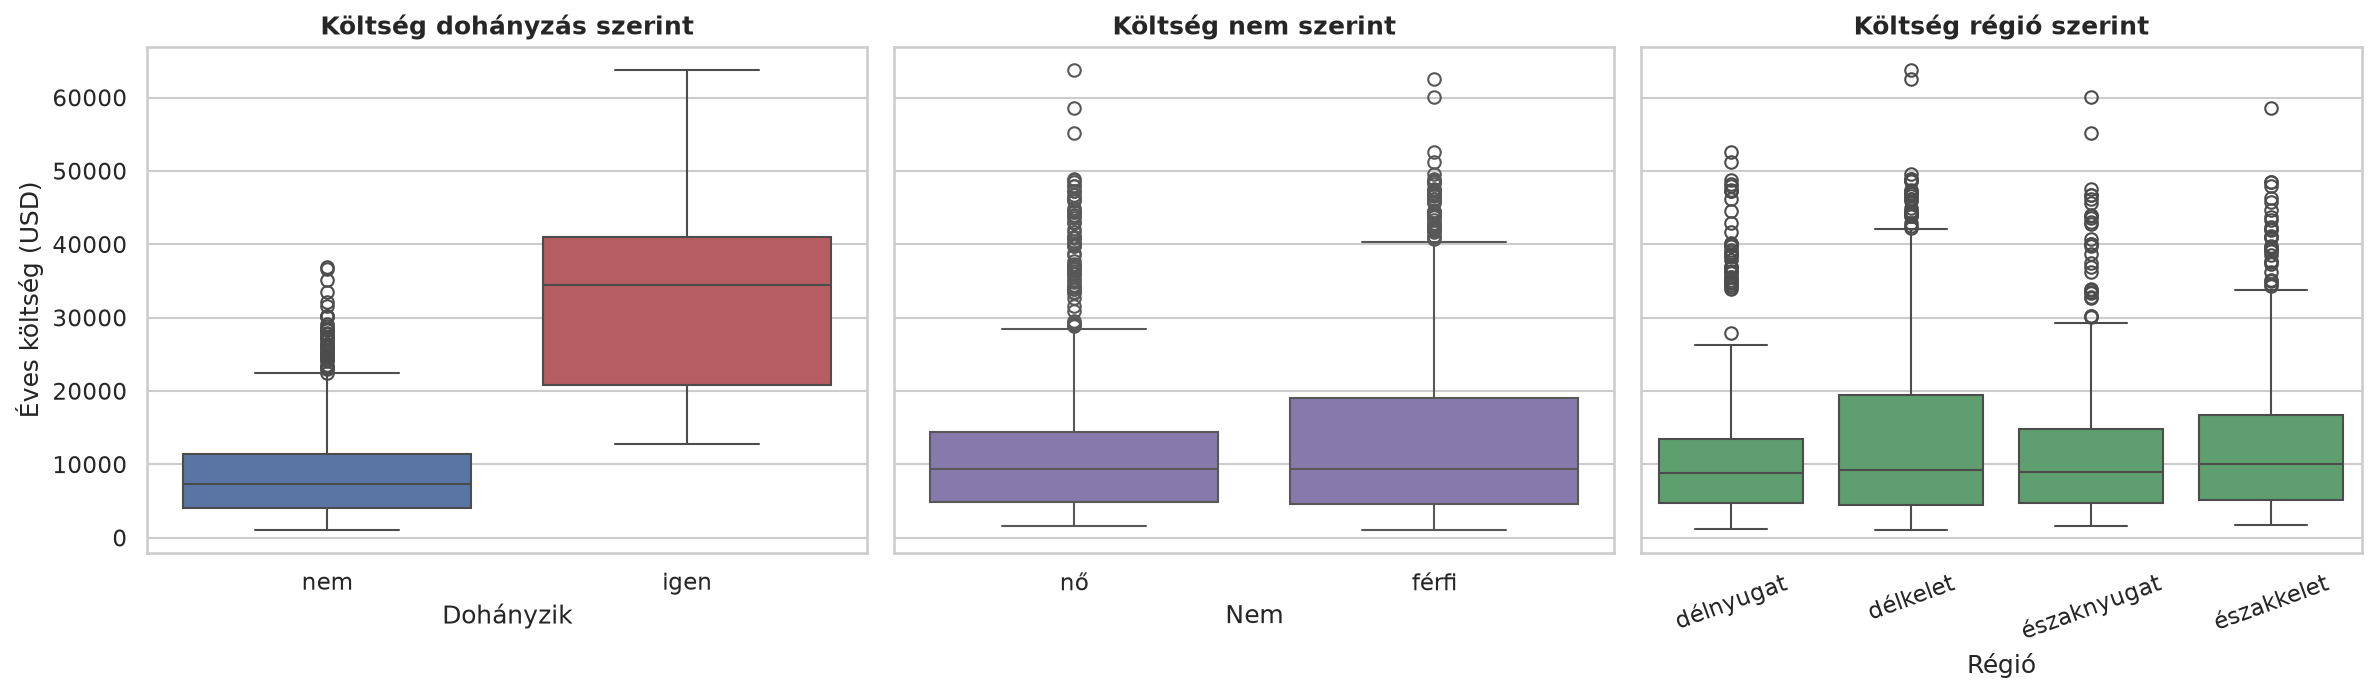 Költség dohányzás szerint
Éves költség (USD)
60000
50000
40000
30000
20000
10000
0
nem
igen
Dohányzik
Költség nem szerint
nő
férfi
Nem
Költség régió szerint
délnyugat
délkelet
északnyugat
északkelet
Régió